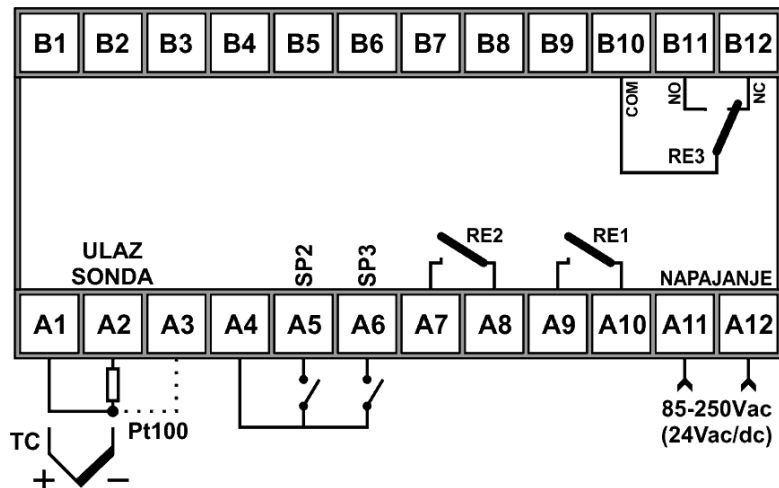 B1 B2 B3 B4 B5 B6 B7 B8 B9 B10 B11 B12
COM NO NC
RE3
ULAZ
SONDA
SP2 SP3
RE2 RE1
NAPAJANJE
A1 A2 A3 A4 A5 A6 A7 A8 A9 A10 A11 A12
Pt100
TC
+ −
85-250Vac
(24Vac/dc)